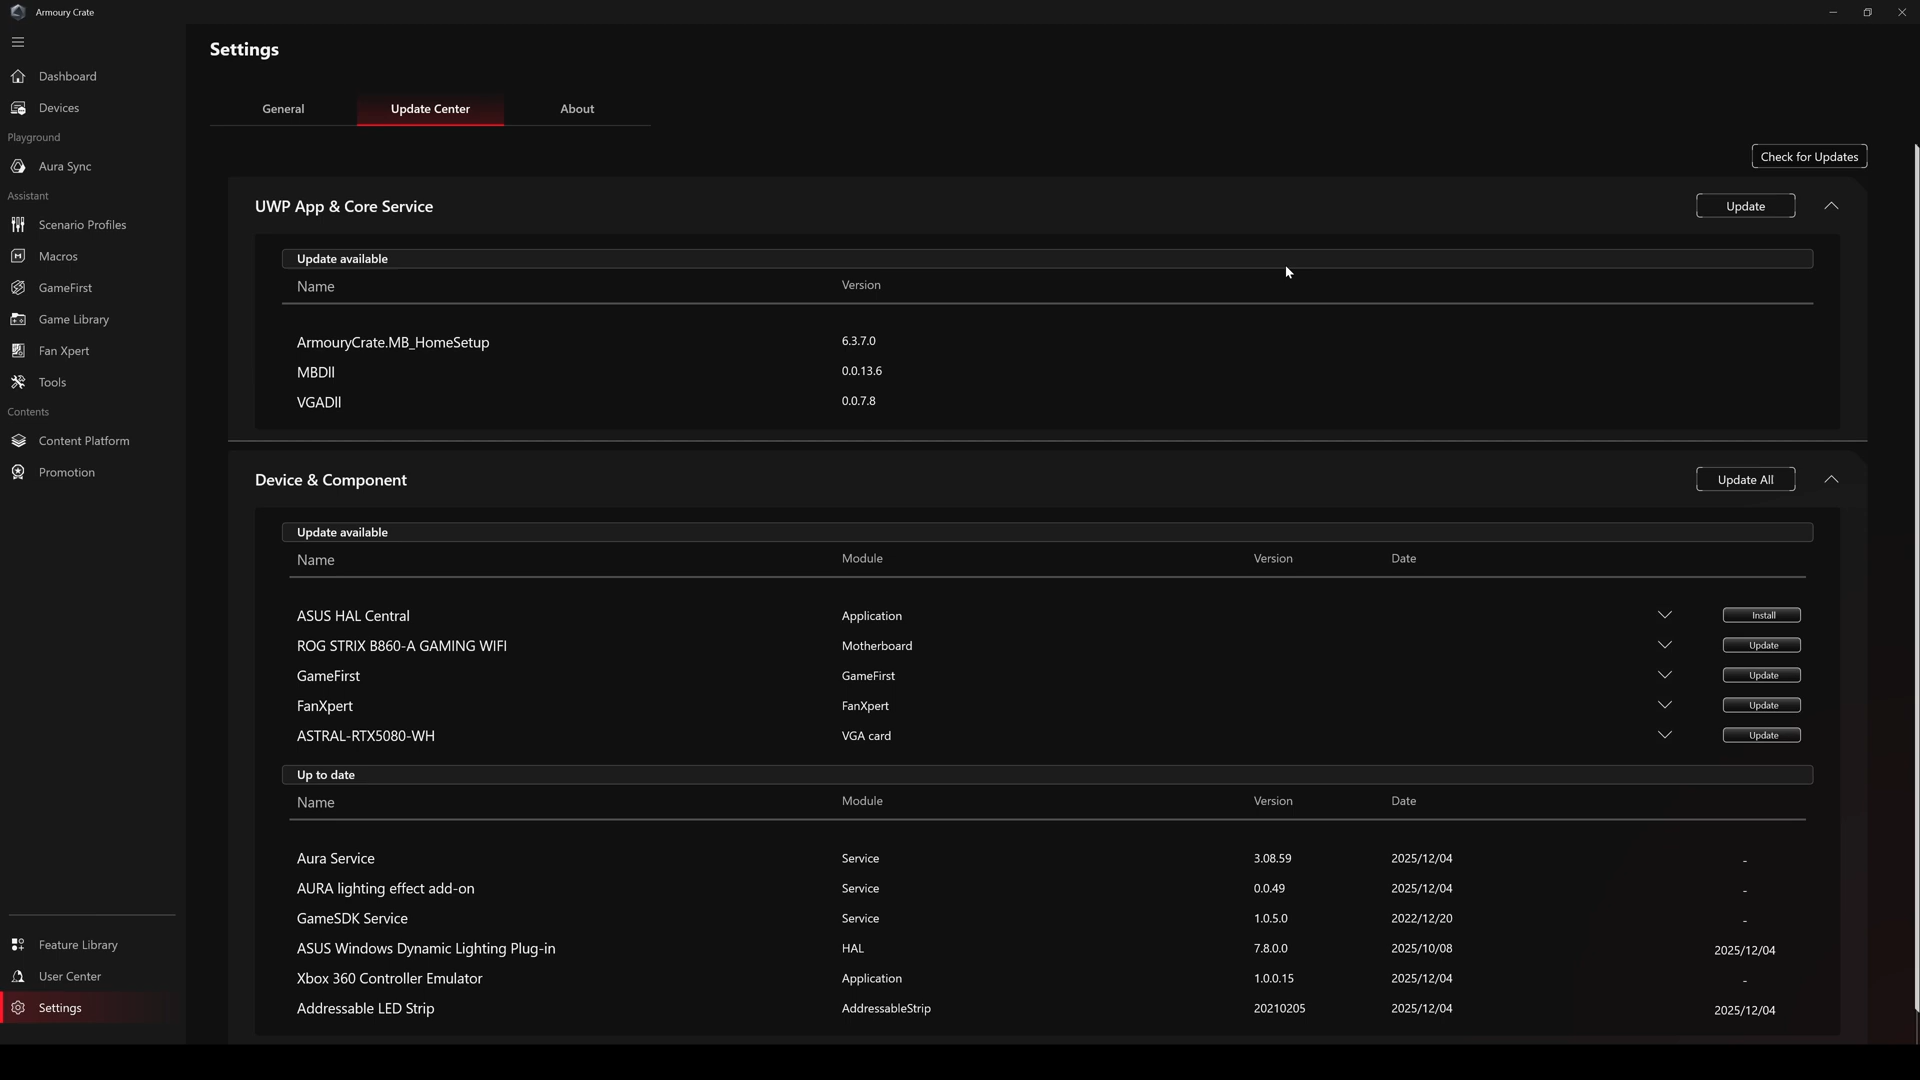 Armoury Crate
Settings
Dashboard
Devices
Playground
Aura Sync
Assistant
Scenario Profiles
Macros
GameFirst
Game Library
Fan Xpert
Tools
Contents
Content Platform
Promotion
Feature Library
User Center
Settings
General Update Center About
Check for Updates
UWP App & Core Service Update
Update available
Name Version
ArmouryCrate.MB_HomeSetup 6.3.7.0
MBDll 0.0.13.6
VGADll 0.0.7.8
Device & Component Update All
Update available
Name Module Version Date
ASUS HAL Central Application Install
ROG STRIX B860-A GAMING WIFI Motherboard Update
GameFirst GameFirst Update
FanXpert FanXpert Update
ASTRAL-RTX5080-WH VGA card Update
Up to date
Name Module Version Date
Aura Service Service 3.08.59 2025/12/04 -
AURA lighting effect add-on Service 0.0.49 2025/12/04 -
GameSDK Service Service 1.0.5.0 2022/12/20 -
ASUS Windows Dynamic Lighting Plug-in HAL 7.8.0.0 2025/10/08 2025/12/04
Xbox 360 Controller Emulator Application 1.0.0.15 2025/12/04 -
Addressable LED Strip AddressableStrip 20210205 2025/12/04 2025/12/04